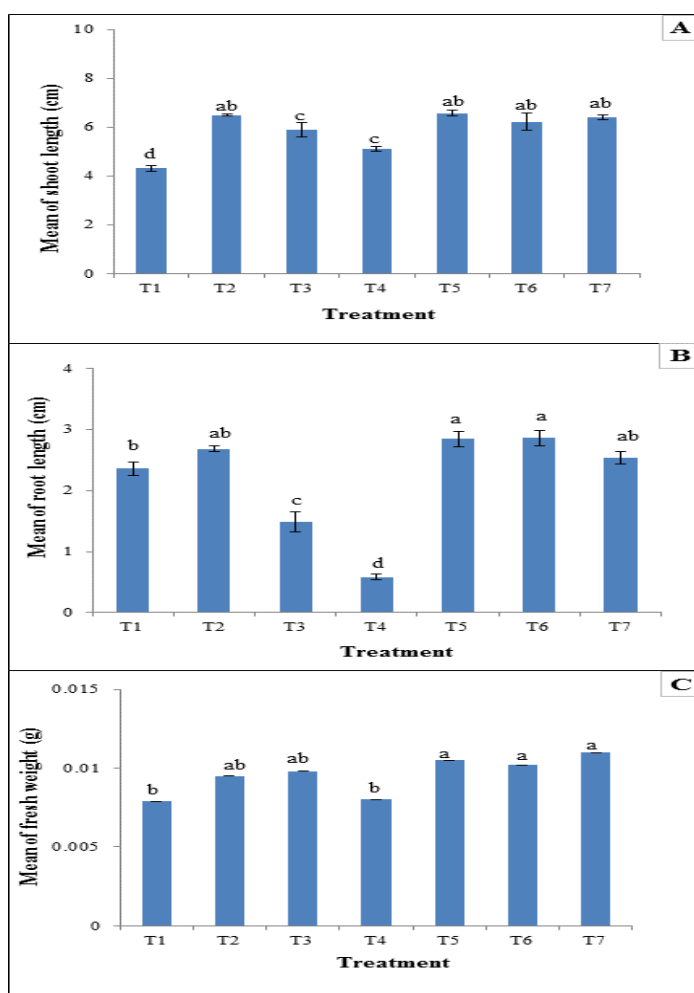 A
Mean of shoot length (cm)
10
8
6
4
2
0
d
ab
c
c
ab
ab
ab
T1 T2 T3 T4 T5 T6 T7
Treatment
B
Mean of root length (cm)
4
3
2
1
0
b
ab
c
d
a
a
ab
T1 T2 T3 T4 T5 T6 T7
Treatment
C
Mean of fresh weight (g)
0.015
0.01
0.005
0
b
ab
ab
b
a
a
a
T1 T2 T3 T4 T5 T6 T7
Treatment